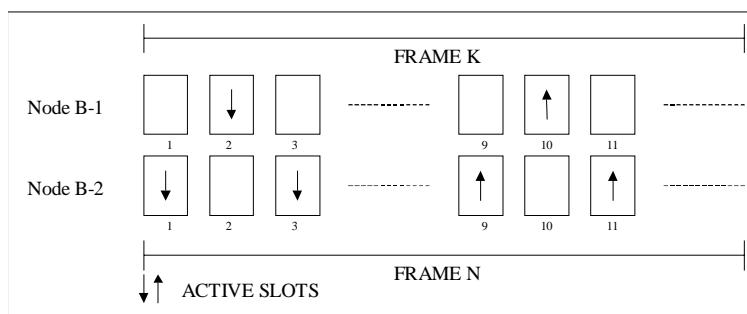 FRAME K
Node B-1
1 2 3 9 10 11
Node B-2
1 2 3 9 10 11
FRAME N
ACTIVE SLOTS